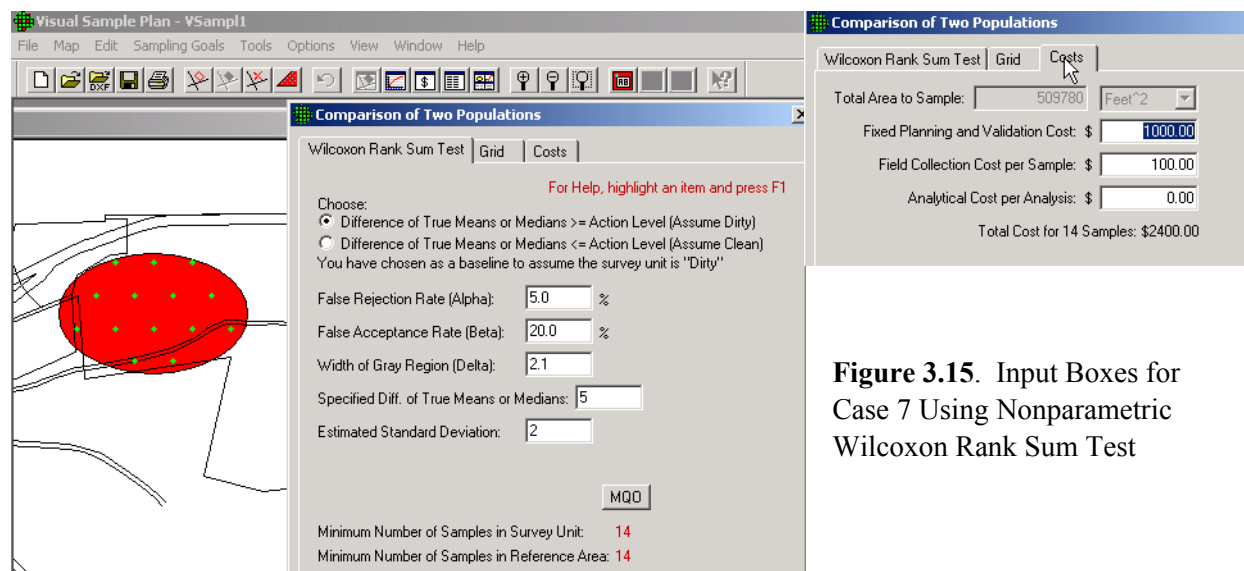 Visual Sample Plan - VSampl1
File Map Edit Sampling Goals Tools Options View Window Help
DXF
$
Comparison of Two Populations
Wilcoxon Rank Sum Test Grid Costs
For Help, highlight an item and press F1
Choose:
Difference of True Means or Medians >= Action Level (Assume Dirty)
Difference of True Means or Medians <= Action Level (Assume Clean)
You have chosen as a baseline to assume the survey unit is "Dirty"
False Rejection Rate (Alpha): 5.0 %
False Acceptance Rate (Beta): 20.0 %
Width of Gray Region (Delta): 2.1
Specified Diff. of True Means or Medians: 5
Estimated Standard Deviation: 2
MQO
Minimum Number of Samples in Survey Unit: 14
Minimum Number of Samples in Reference Area: 14
Comparison of Two Populations
Wilcoxon Rank Sum Test Grid Costs
Total Area to Sample: 509780 Feet^2
Fixed Planning and Validation Cost: $ 1000.00
Field Collection Cost per Sample: $ 100.00
Analytical Cost per Analysis: $ 0.00
Total Cost for 14 Samples: $2400.00
Figure 3.15. Input Boxes for
Case 7 Using Nonparametric
Wilcoxon Rank Sum Test